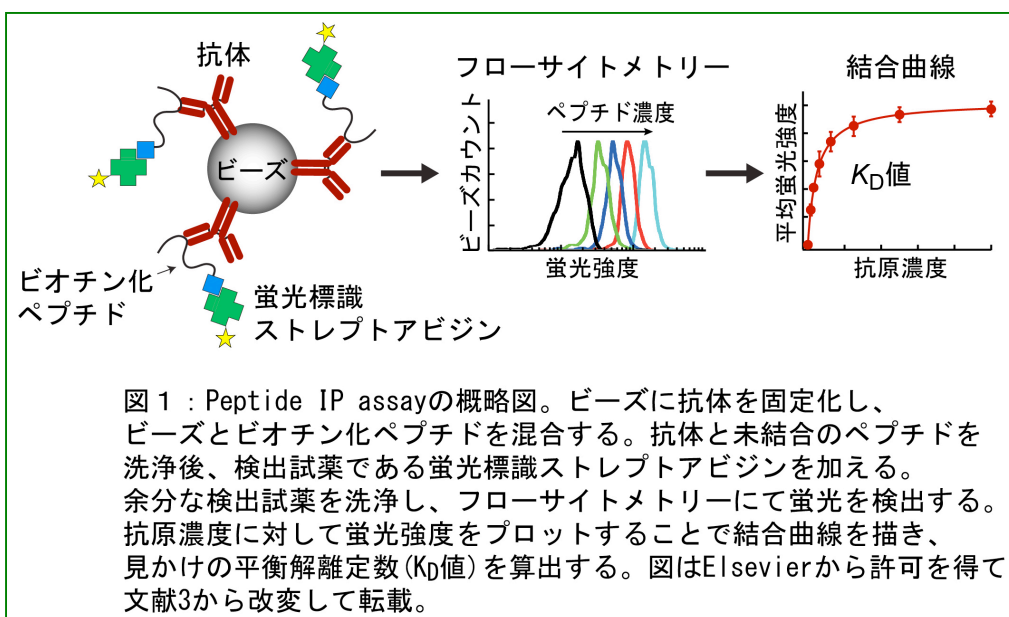 抗体
ビーズ
ビオチン化
ペプチド
蛍光標識
ストレプトアビジン
フローサイトメトリー
ビーズカウント
ペプチド濃度
蛍光強度
結合曲線
平均蛍光強度
KD値
抗原濃度
図1：Peptide IP assayの概略図。ビーズに抗体を固定化し、
ビーズとビオチン化ペプチドを混合する。抗体と未結合のペプチドを
洗浄後、検出試薬である蛍光標識ストレプトアビジンを加える。
余分な検出試薬を洗浄し、フローサイトメトリーにて蛍光を検出する。
抗原濃度に対して蛍光強度をプロットすることで結合曲線を描き、
見かけの平衡解離定数(KD値)を算出する。図はElsevierから許可を得て
文献3から改変して転載。